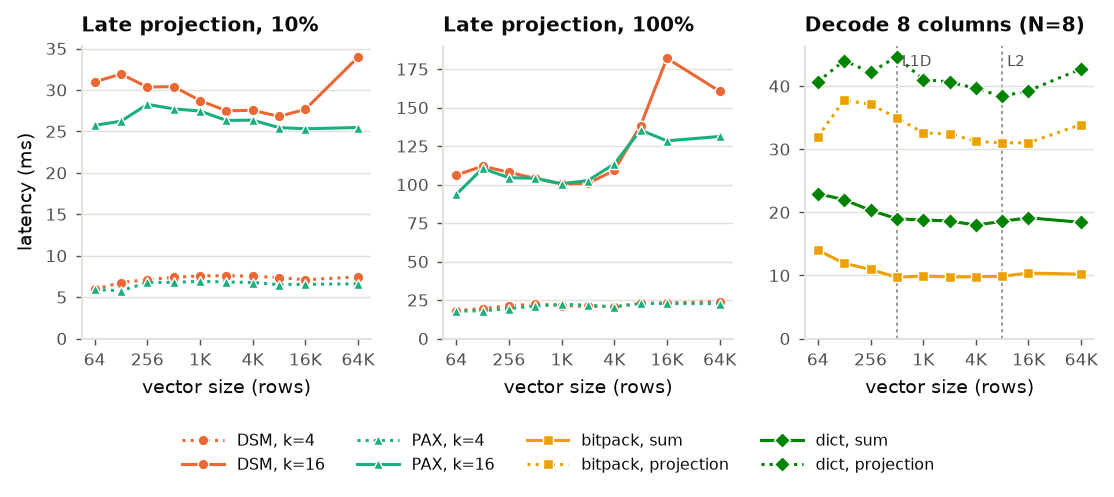 Late projection, 10%
Late projection, 100%
Decode 8 columns (N=8)
latency (ms)
35
30
25
20
15
10
5
0
64
256
1K
4K
16K
64K
vector size (rows)
175
150
125
100
75
50
25
0
64
256
1K
4K
16K
64K
vector size (rows)
L1D
L2
40
30
20
10
0
64
256
1K
4K
16K
64K
vector size (rows)
DSM, k=4
PAX, k=4
bitpack, sum
dict, sum
DSM, k=16
PAX, k=16
bitpack, projection
dict, projection